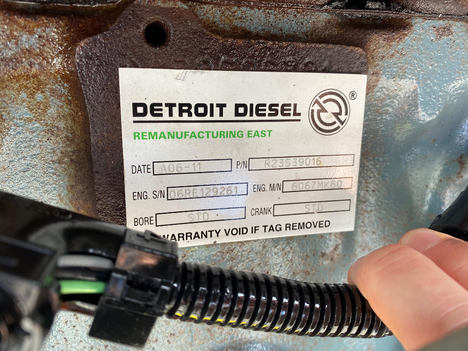 DETROIT DIESEL ®
REMANUFACTURING EAST
DATE A06-11 P/N R23539016
ENG. S/N 06RE129261 ENG. M/N 6067MK60
BORE STD CRANK STD
WARRANTY VOID IF TAG REMOVED